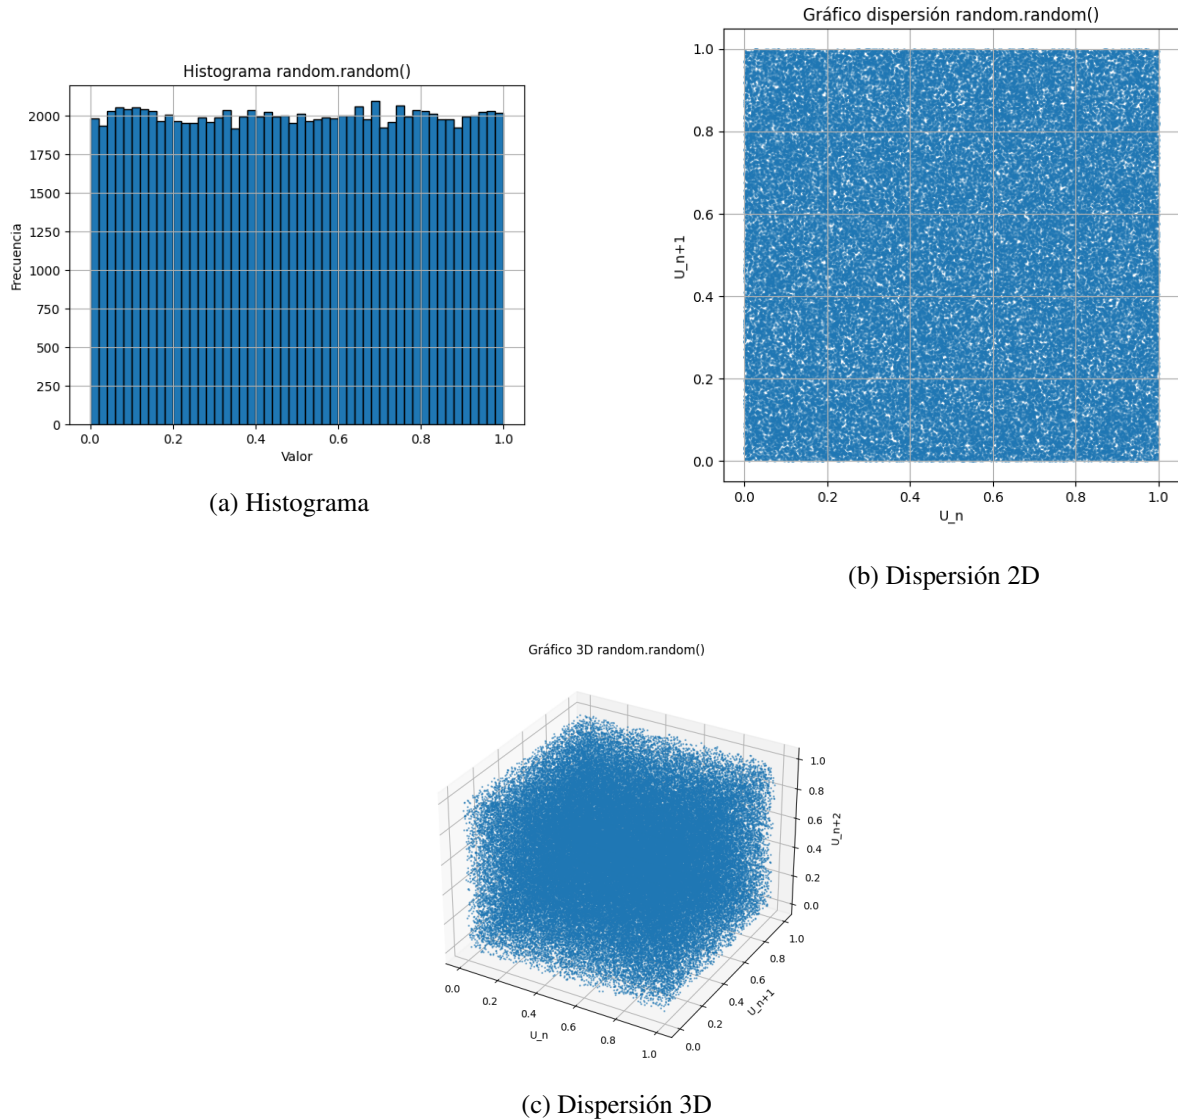 Histograma random.random()
2000
1750
1500
1250
1000
750
500
250
0
Frecuencia
0.0 0.2 0.4 0.6 0.8 1.0
Valor
(a) Histograma
Gráfico dispersión random.random()
1.0
0.8
0.6
0.4
0.2
0.0
U_n+1
0.0 0.2 0.4 0.6 0.8 1.0
U_n
(b) Dispersión 2D
Gráfico 3D random.random()
1.0
0.8
0.6
0.4
0.2
0.0
U_n+2
0.0 0.2 0.4 0.6 0.8 1.0
U_n
0.0 0.2 0.4 0.6 0.8 1.0
U_n+1
(c) Dispersión 3D